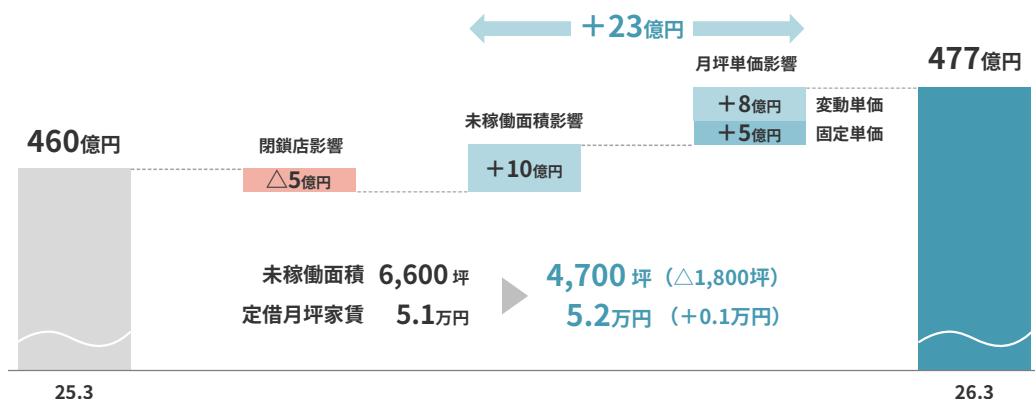 ＋23億円
月坪単価影響
477億円
＋8億円 変動単価
未稼働面積影響
＋5億円 固定単価
460億円
閉鎖店影響
＋10億円
△5億円
未稼働面積 6,600 坪 4,700 坪（△1,800坪）
定借月坪家賃 5.1万円 5.2万円（＋0.1万円）
25.3
26.3